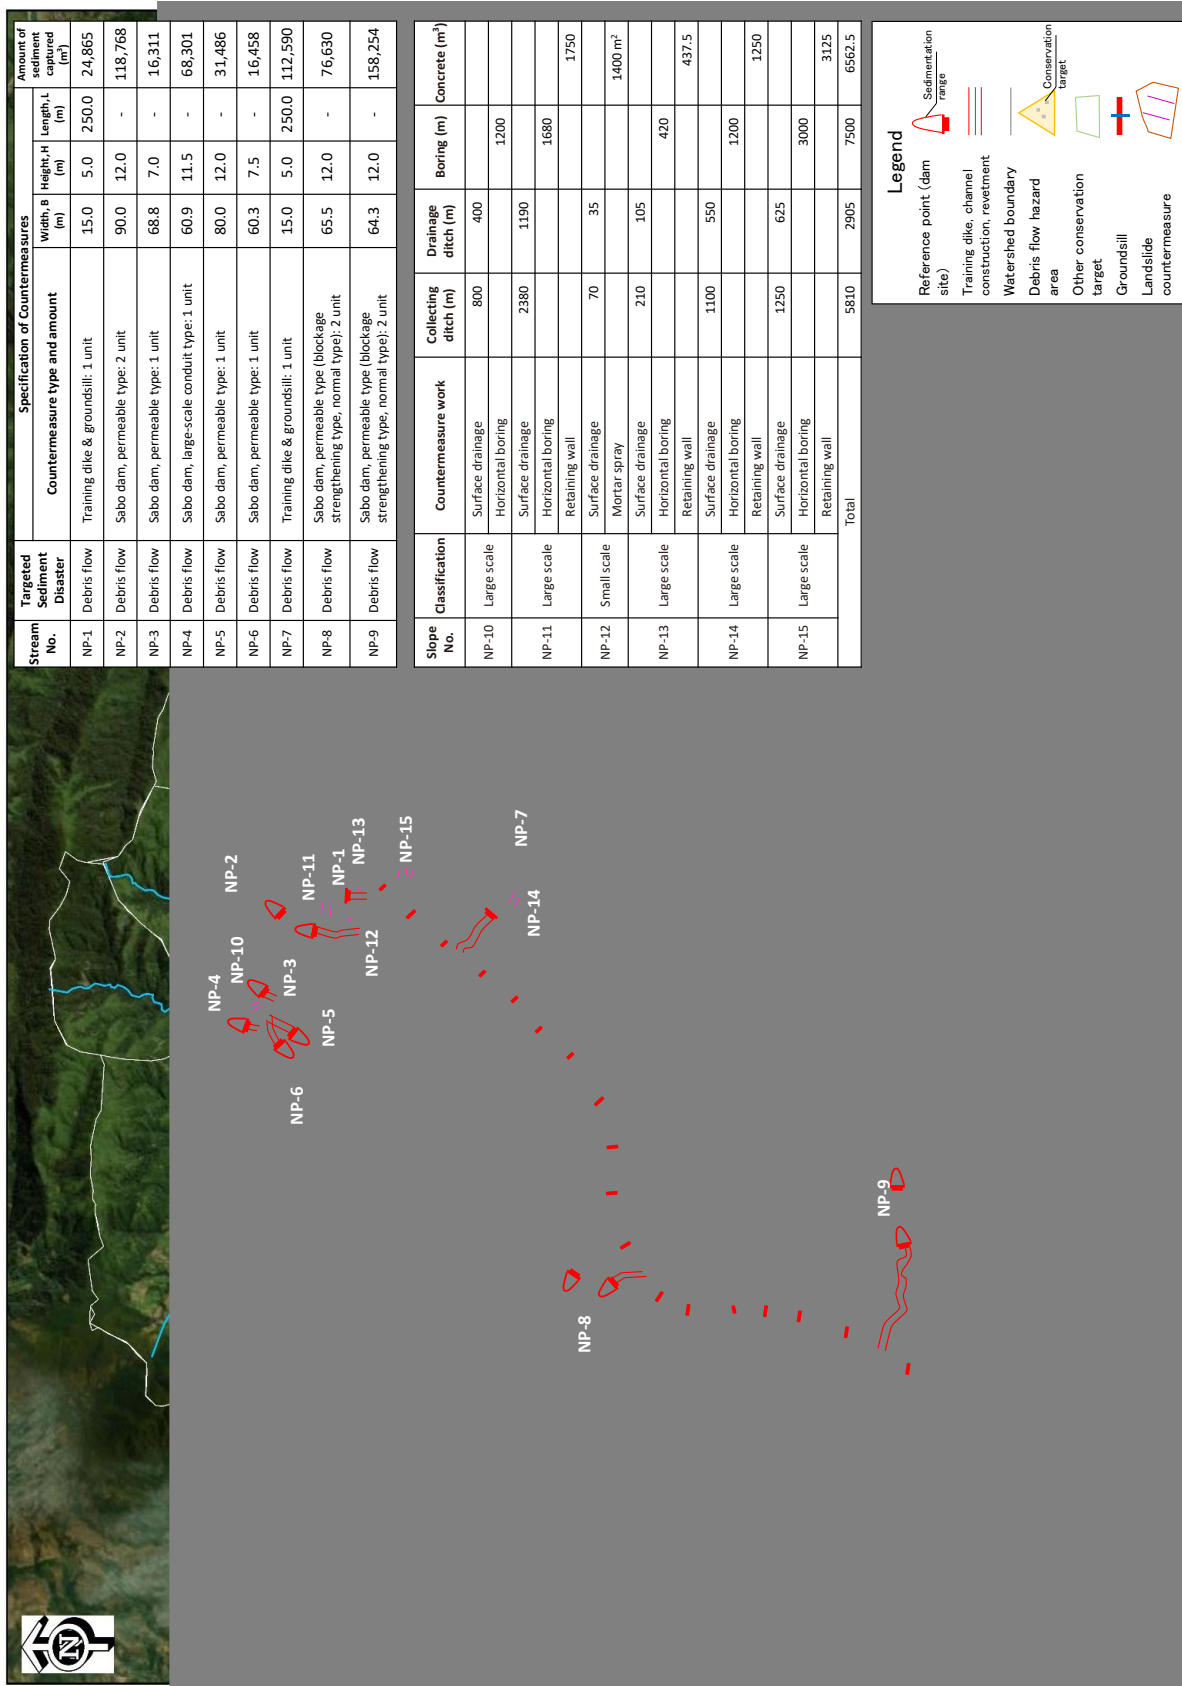 Stream No. | Targeted Sediment Disaster | Specification of Countermeasures | Amount of sediment captured (m³)
Countermeasure type and amount | Width, B (m) | Height, H (m) | Length, L (m)
NP-1 | Debris flow | Training dike & groundsill: 1 unit | 15.0 | 5.0 | 250.0 | 24,865
NP-2 | Debris flow | Sabo dam, permeable type: 2 unit | 90.0 | 12.0 | - | 118,768
NP-3 | Debris flow | Sabo dam, permeable type: 1 unit | 68.8 | 7.0 | - | 16,311
NP-4 | Debris flow | Sabo dam, large-scale conduit type: 1 unit | 60.9 | 11.5 | - | 68,301
NP-5 | Debris flow | Sabo dam, permeable type: 1 unit | 80.0 | 12.0 | - | 31,486
NP-6 | Debris flow | Sabo dam, permeable type: 1 unit | 60.3 | 7.5 | - | 16,458
NP-7 | Debris flow | Training dike & groundsill: 1 unit | 15.0 | 5.0 | 250.0 | 112,590
NP-8 | Debris flow | Sabo dam, permeable type (blockage strengthening type, normal type): 2 unit | 65.5 | 12.0 | - | 76,630
NP-9 | Debris flow | Sabo dam, permeable type (blockage strengthening type, normal type): 2 unit | 64.3 | 12.0 | - | 158,254
Slope No. | Classification | Countermeasure work | Collecting ditch (m) | Drainage ditch (m) | Boring (m) | Concrete (m³)
NP-10 | Large scale | Surface drainage | 800 | 400
Horizontal boring | 1200
NP-11 | Large scale | Surface drainage | 2380 | 1190
Horizontal boring | 1680
Retaining wall | 1750
NP-12 | Small scale | Surface drainage | 70 | 35
Mortar spray | 1400 m²
NP-13 | Large scale | Surface drainage | 210 | 105
Horizontal boring | 420
Retaining wall | 437.5
NP-14 | Large scale | Surface drainage | 1100 | 550
Horizontal boring | 1200
Retaining wall | 1250
NP-15 | Large scale | Surface drainage | 1250 | 625
Horizontal boring | 3000
Retaining wall | 3125
Total | 5810 | 2905 | 7500 | 6562.5
Legend
Reference point (dam
site)
Sedimentation
range
Training dike, channel
construction, revetment
Watershed boundary
Debris flow hazard
area
Conservation
target
Other conservation
target
Groundsill
Landslide
countermeasure
N
NP-4
NP-10
NP-2
NP-3
NP-6
NP-5
NP-11
NP-1
NP-13
NP-12
NP-15
NP-14
NP-7
NP-8
NP-9